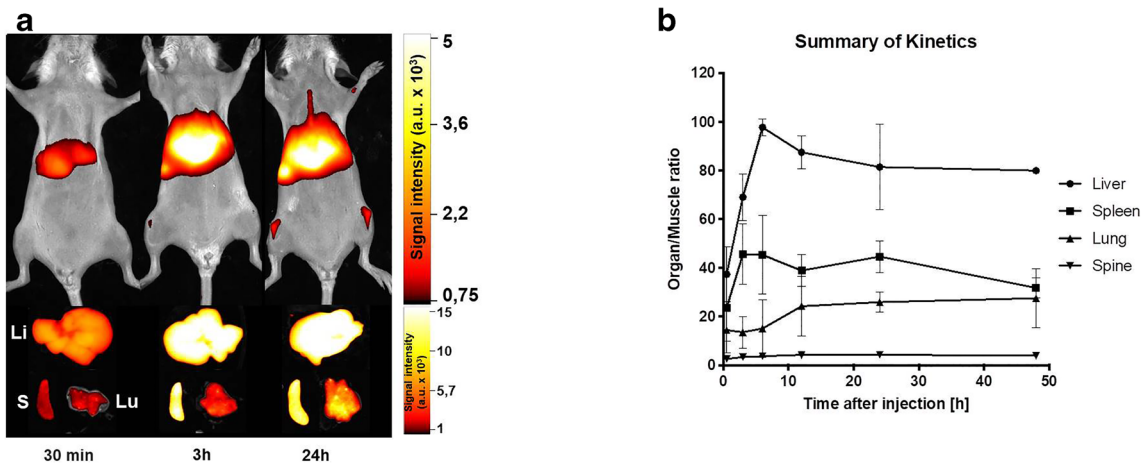 a
Signal intensity (a.u. x 10³)
5
3,6
2,2
0,75
Li
S
Lu
Signal intensity
(a.u. x 10³)
15
10
5,7
1
30 min
3h
24h
b
Summary of Kinetics
Organ/Muscle ratio
120
100
80
60
40
20
0
0
10
20
30
40
50
Time after injection [h]
Liver
Spleen
Lung
Spine